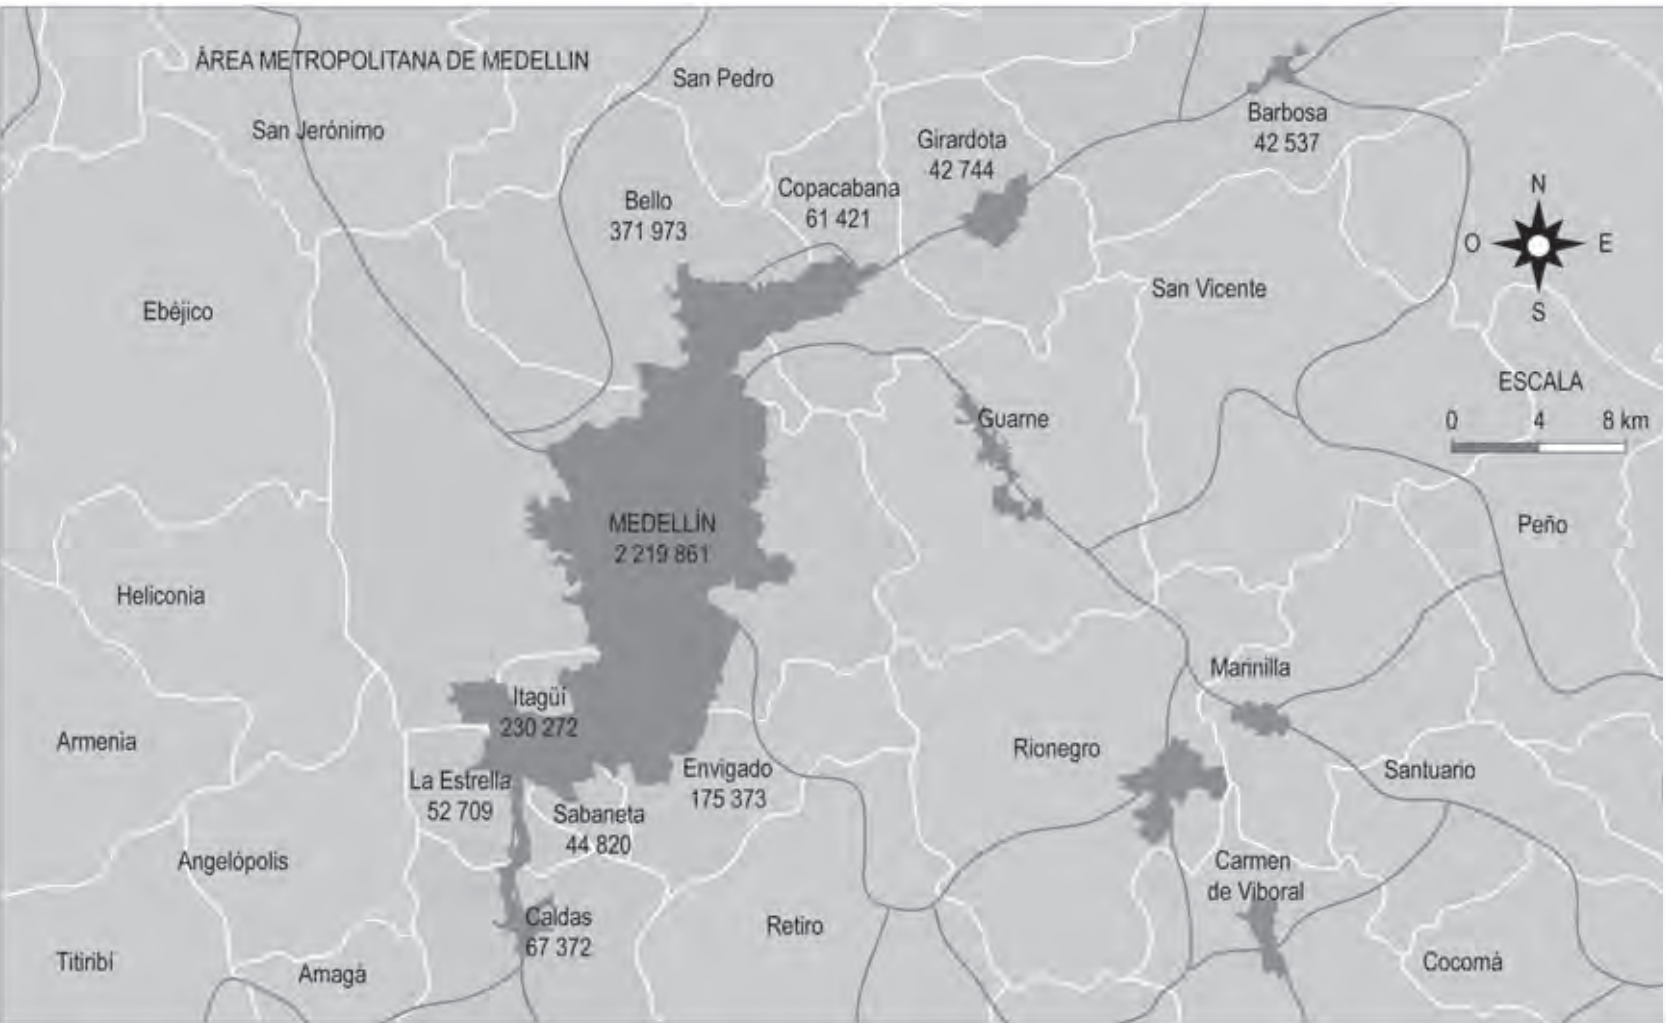 ÁREA METROPOLITANA DE MEDELLIN
San Pedro
San Jerónimo
Barbosa
42 537
Girardota
42 744
Copacabana
61 421
Bello
371 973
N
O
E
S
San Vicente
Ebéjico
ESCALA
0 4 8 km
Guarne
MEDELLÍN
2 219 861
Peño
Heliconia
Marinilla
Itagüí
230 272
Armenia
Rionegro
Santuario
La Estrella
52 709
Envigado
175 373
Sabaneta
44 820
Angelópolis
Carmen
de Viboral
Caldas
67 372
Retiro
Titiribí
Amagá
Cocomá